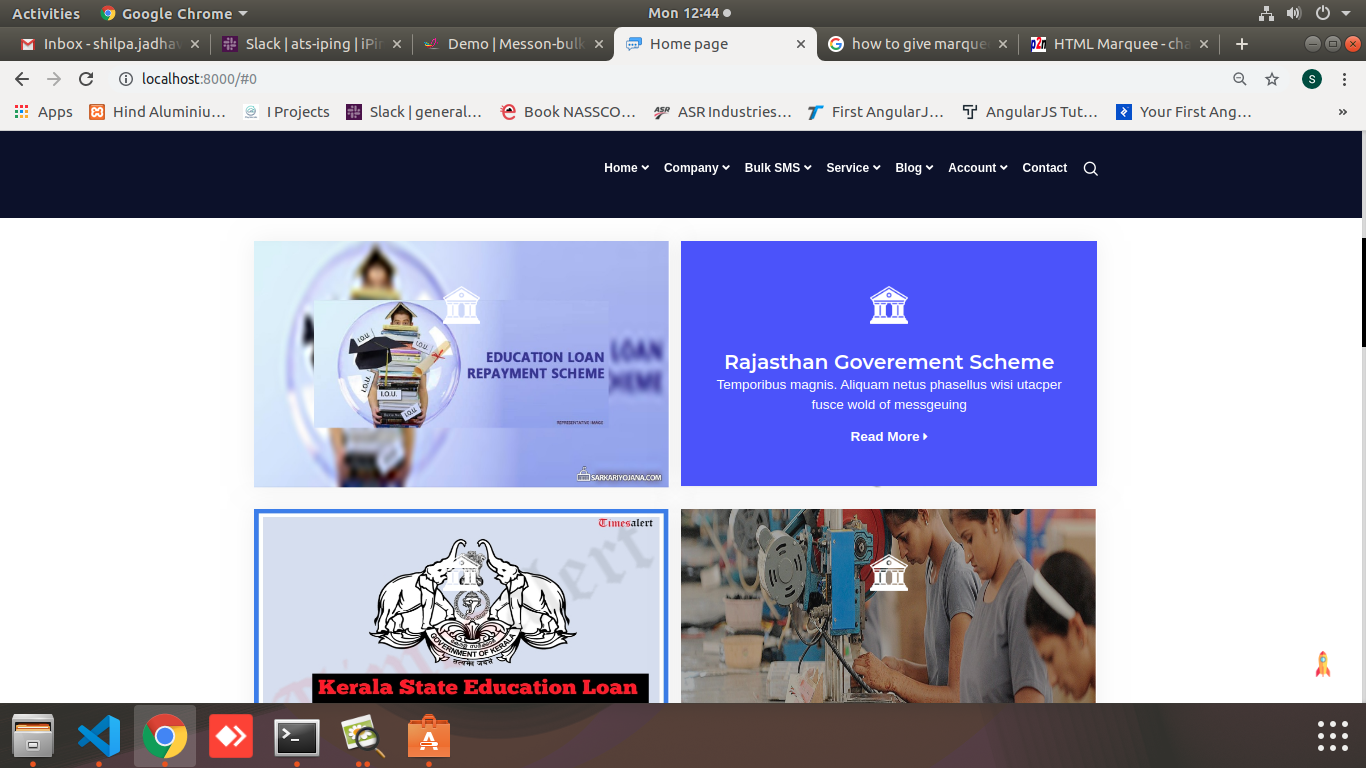 Activities Google Chrome Mon 12:44
Inbox - shilpa.jadhav Slack | ats-iping | iPin Demo | Messon-bulk Home page how to give marque HTML Marquee - cha
localhost:8000/#0 S
Apps Hind Aluminiu... I Projects Slack | general... Book NASSCO... ASR Industries... First AngularJ... AngularJS Tut... Your First Ang... »
Home Company Bulk SMS Service Blog Account Contact
I.O.U
I.O.U
I.O.U
I.O.U.
I.O.U
EDUCATION LOAN
REPAYMENT SCHEME
LOAN
HEME
REPRESENTATIVE IMAGE
SARKARIYOJANA.COM
Rajasthan Goverement Scheme
Temporibus magnis. Aliquam netus phasellus wisi utacper
fusce wold of messgeuing
Read More
Timesalert
GOVERNMENT OF KERALA
Kerala State Education Loan